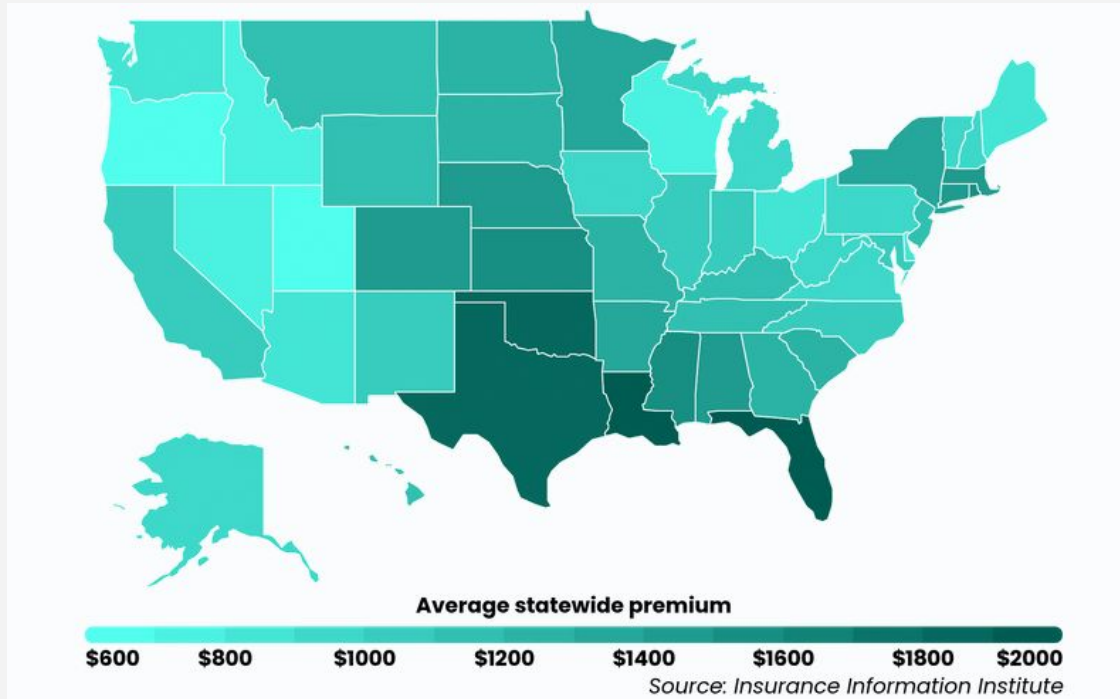 Average statewide premium
$600 $800 $1000 $1200 $1400 $1600 $1800 $2000
Source: Insurance Information Institute